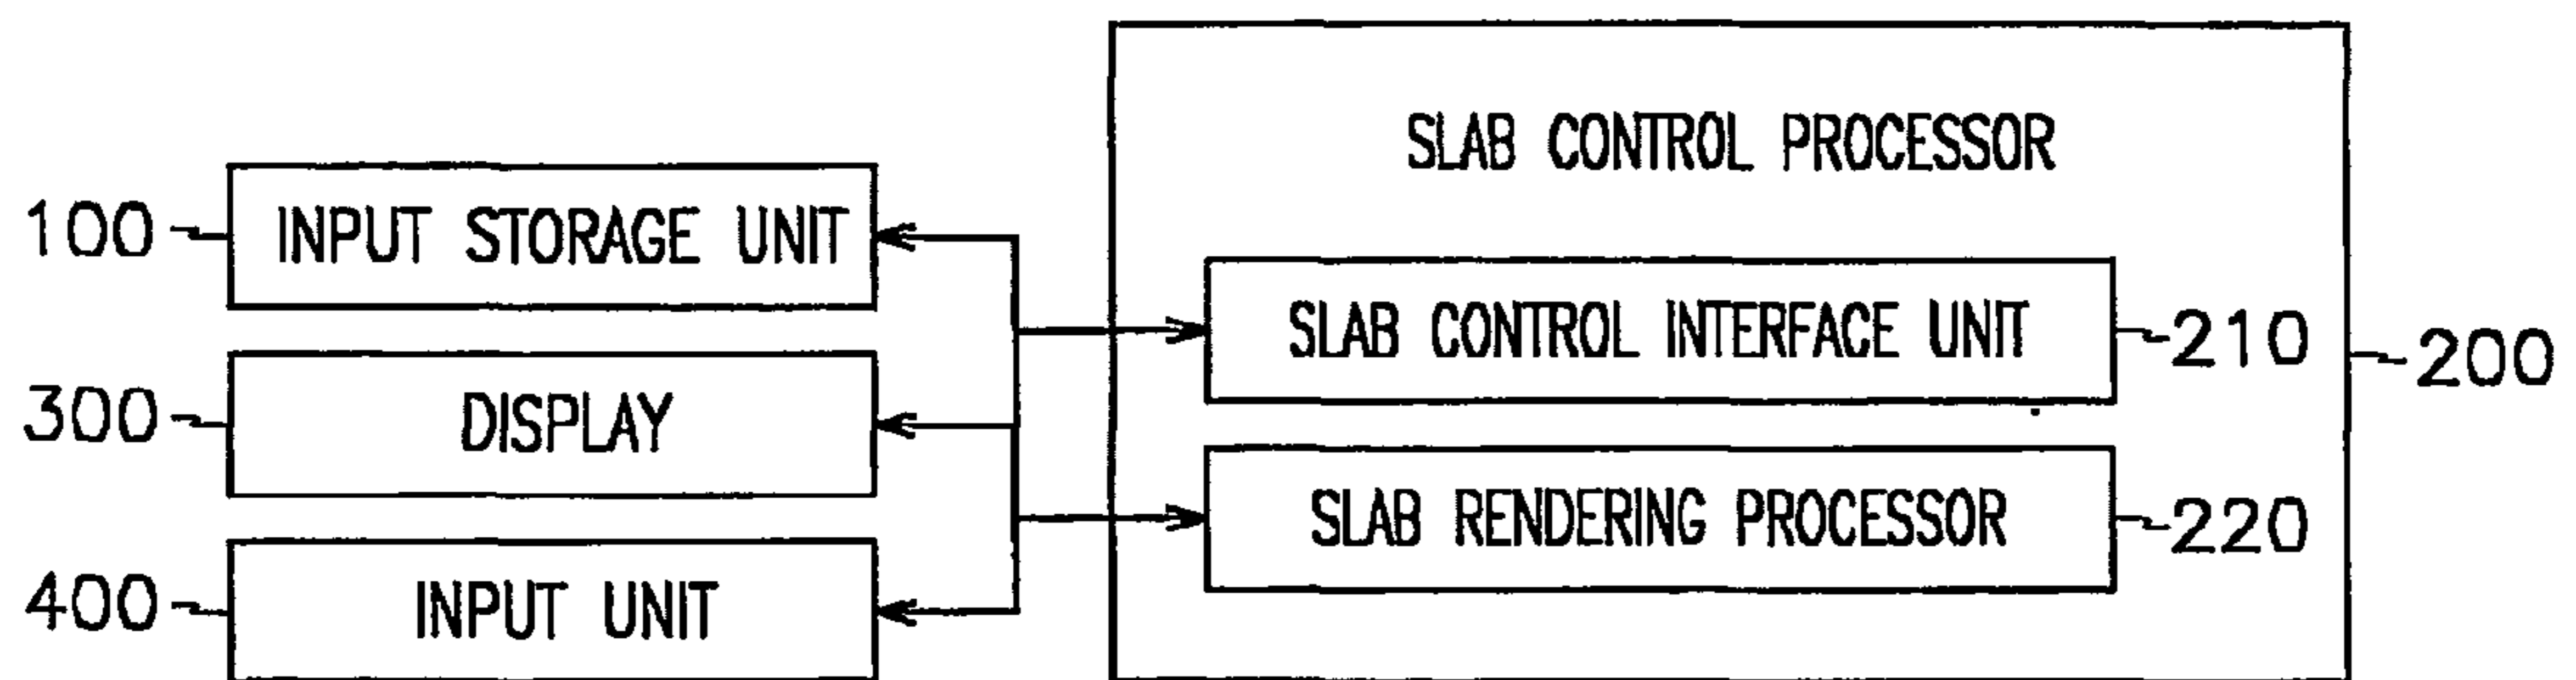 SLAB CONTROL PROCESSOR
100 INPUT STORAGE UNIT
SLAB CONTROL INTERFACE UNIT 210
200
300 DISPLAY
SLAB RENDERING PROCESSOR 220
400 INPUT UNIT